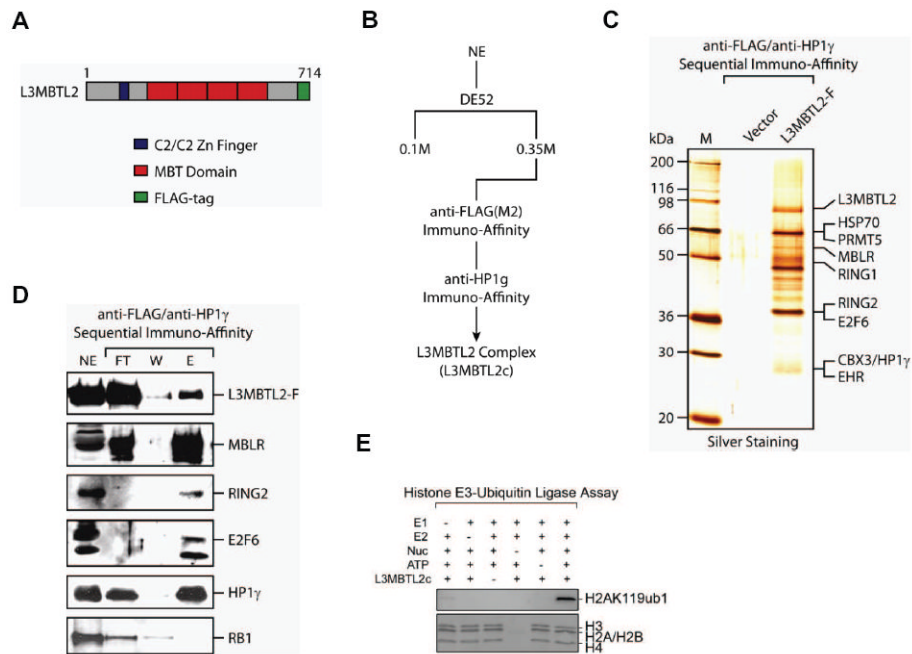 A
1 714
L3MBTL2
C2/C2 Zn Finger
MBT Domain
FLAG-tag
B
NE
DE52
0.1M 0.35M
anti-FLAG(M2)
Immuno-Affinity
anti-HP1g
Immuno-Affinity
L3MBTL2 Complex
(L3MBTL2c)
C
anti-FLAG/anti-HP1γ
Sequential Immuno-Affinity
kDa M Vector L3MBTL2-F
200
116
98
66
50
36
30
20
L3MBTL2
HSP70
PRMT5
MBLR
RING1
RING2
E2F6
CBX3/HP1γ
EHR
Silver Staining
D
anti-FLAG/anti-HP1γ
Sequential Immuno-Affinity
NE FT W E
L3MBTL2-F
MBLR
RING2
E2F6
HP1γ
RB1
E
Histone E3-Ubiquitin Ligase Assay
E1 - + + + + +
E2 + - + + + +
Nuc + + + - + +
ATP + + + + - +
L3MBTL2c + + - + + +
H2AK119ub1
H3
H2A/H2B
H4